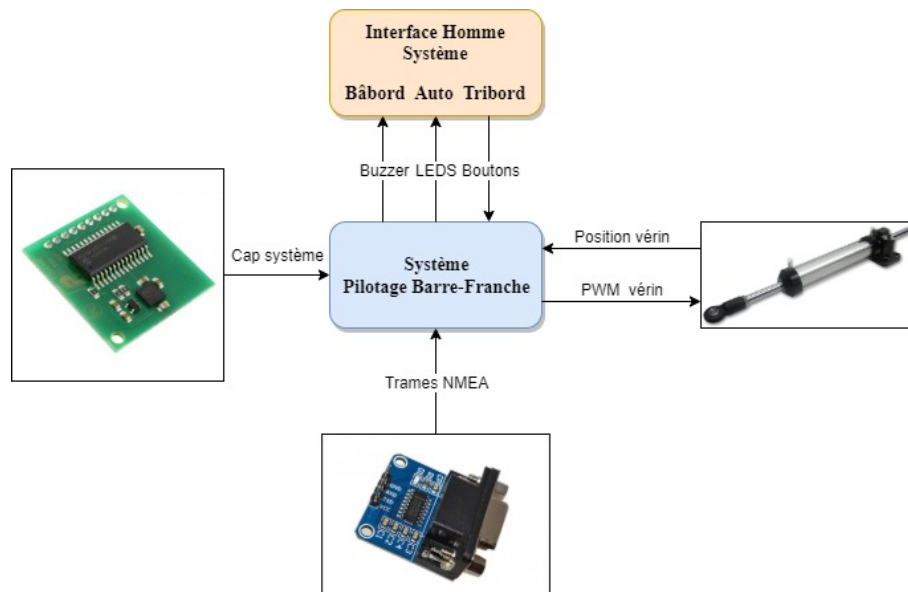 Interface Homme
Système
Bâbord Auto Tribord
Buzzer LEDS Boutons
Cap système
Système
Pilotage Barre-Franche
Position vérin
PWM vérin
Trames NMEA
VCC